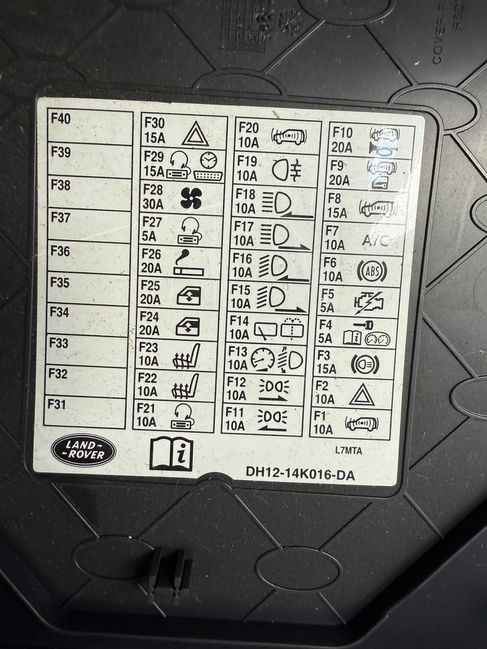 COVER F
RSD
F40
F39
F38
F37
F36
F35
F34
F33
F32
F31
F30
15A
F29
15A
F28
30A
F27
5A
F26
20A
F25
20A
F24
20A
F23
10A
F22
10A
F21
10A
F20
10A
F19
10A
F18
10A
F17
10A
F16
10A
F15
10A
F14
10A
F13
10A
F12
10A
F11
10A
F10
20A
F9
20A
F8
15A
F7
10A A/C
F6
10A ABS
F5
5A
F4
5A
F3
15A
F2
10A
F1
10A
LAND-
-ROVER
L7MTA
DH12-14K016-DA